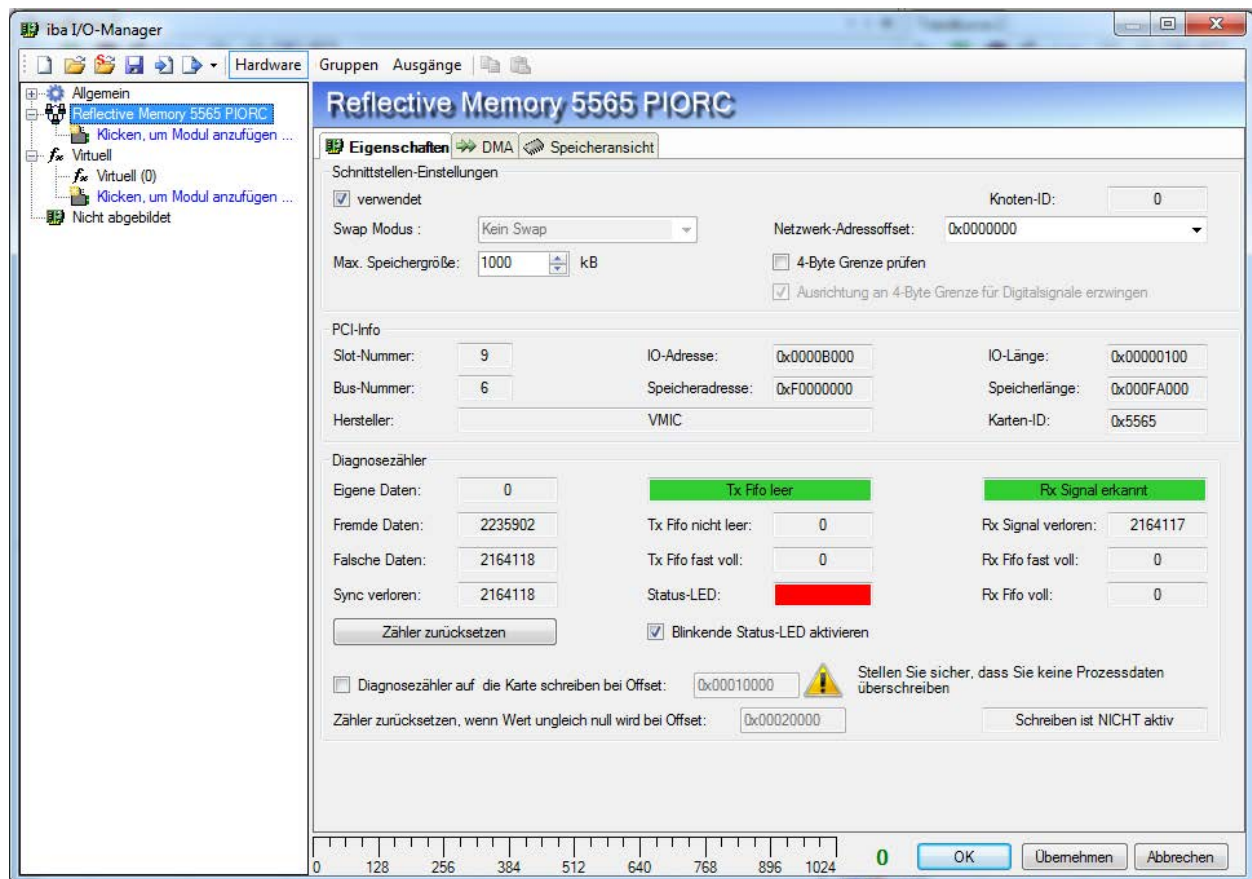 iba I/O-Manager
Hardware Gruppen Ausgänge
Allgemein
Reflective Memory 5565 PIORC
Klicken, um Modul anzufügen ...
Virtuell
Virtuell (0)
Klicken, um Modul anzufügen ...
Nicht abgebildet
Reflective Memory 5565 PIORC
Eigenschaften DMA Speicheransicht
Schnittstellen-Einstellungen
verwendet Knoten-ID: 0
Swap Modus : Kein Swap Netzwerk-Adressoffset: 0x0000000
Max. Speichergröße: 1000 kB 4-Byte Grenze prüfen
Ausrichtung an 4-Byte Grenze für Digitalsignale erzwingen
PCI-Info
Slot-Nummer: 9 IO-Adresse: 0x0000B000 IO-Länge: 0x00000100
Bus-Nummer: 6 Speicheradresse: 0xF0000000 Speicherlänge: 0x000FA000
Hersteller: VMIC Karten-ID: 0x5565
Diagnosezähler
Eigene Daten: 0 Tx Fifo leer Rx Signal erkannt
Fremde Daten: 2235902 Tx Fifo nicht leer: 0 Rx Signal verloren: 2164117
Falsche Daten: 2164118 Tx Fifo fast voll: 0 Rx Fifo fast voll: 0
Sync verloren: 2164118 Status-LED: Rx Fifo voll: 0
Zähler zurücksetzen Blinkende Status-LED aktivieren
Diagnosezähler auf die Karte schreiben bei Offset: 0x00010000 Stellen Sie sicher, dass Sie keine Prozessdaten
überschreiben
Zähler zurücksetzen, wenn Wert ungleich null wird bei Offset: 0x00020000 Schreiben ist NICHT aktiv
0 128 256 384 512 640 768 896 1024 0 OK Übernehmen Abbrechen